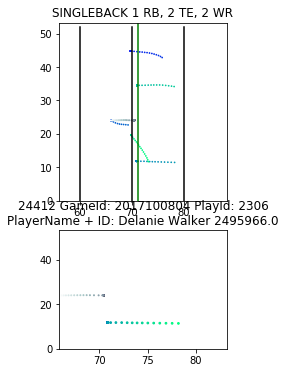 SINGLEBACK 1 RB, 2 TE, 2 WR
50
40
30
20
10
0
60 70 80
24412 GameId: 2017100804 PlayId: 2306
PlayerName + ID: Delanie Walker 2495966.0
40
20
0
70 75 80